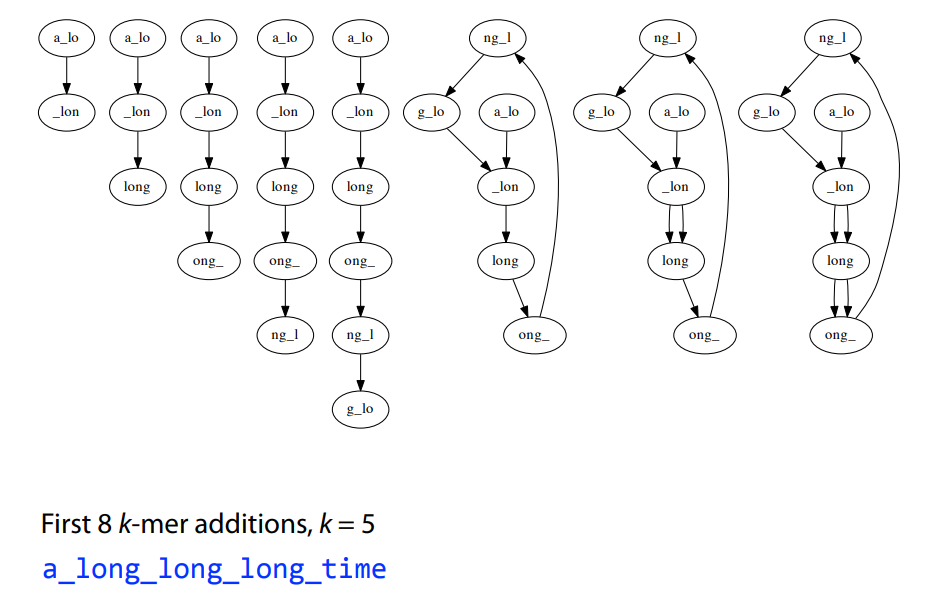 a_lo a_lo a_lo a_lo a_lo ng_l ng_l ng_l
_lon _lon _lon _lon _lon g_lo a_lo g_lo a_lo g_lo a_lo
long long long long _lon _lon _lon
ong_ ong_ ong_ long long long
ng_l ng_l ong_ ong_ ong_
g_lo
First 8 k-mer additions, k = 5
a_long_long_long_time